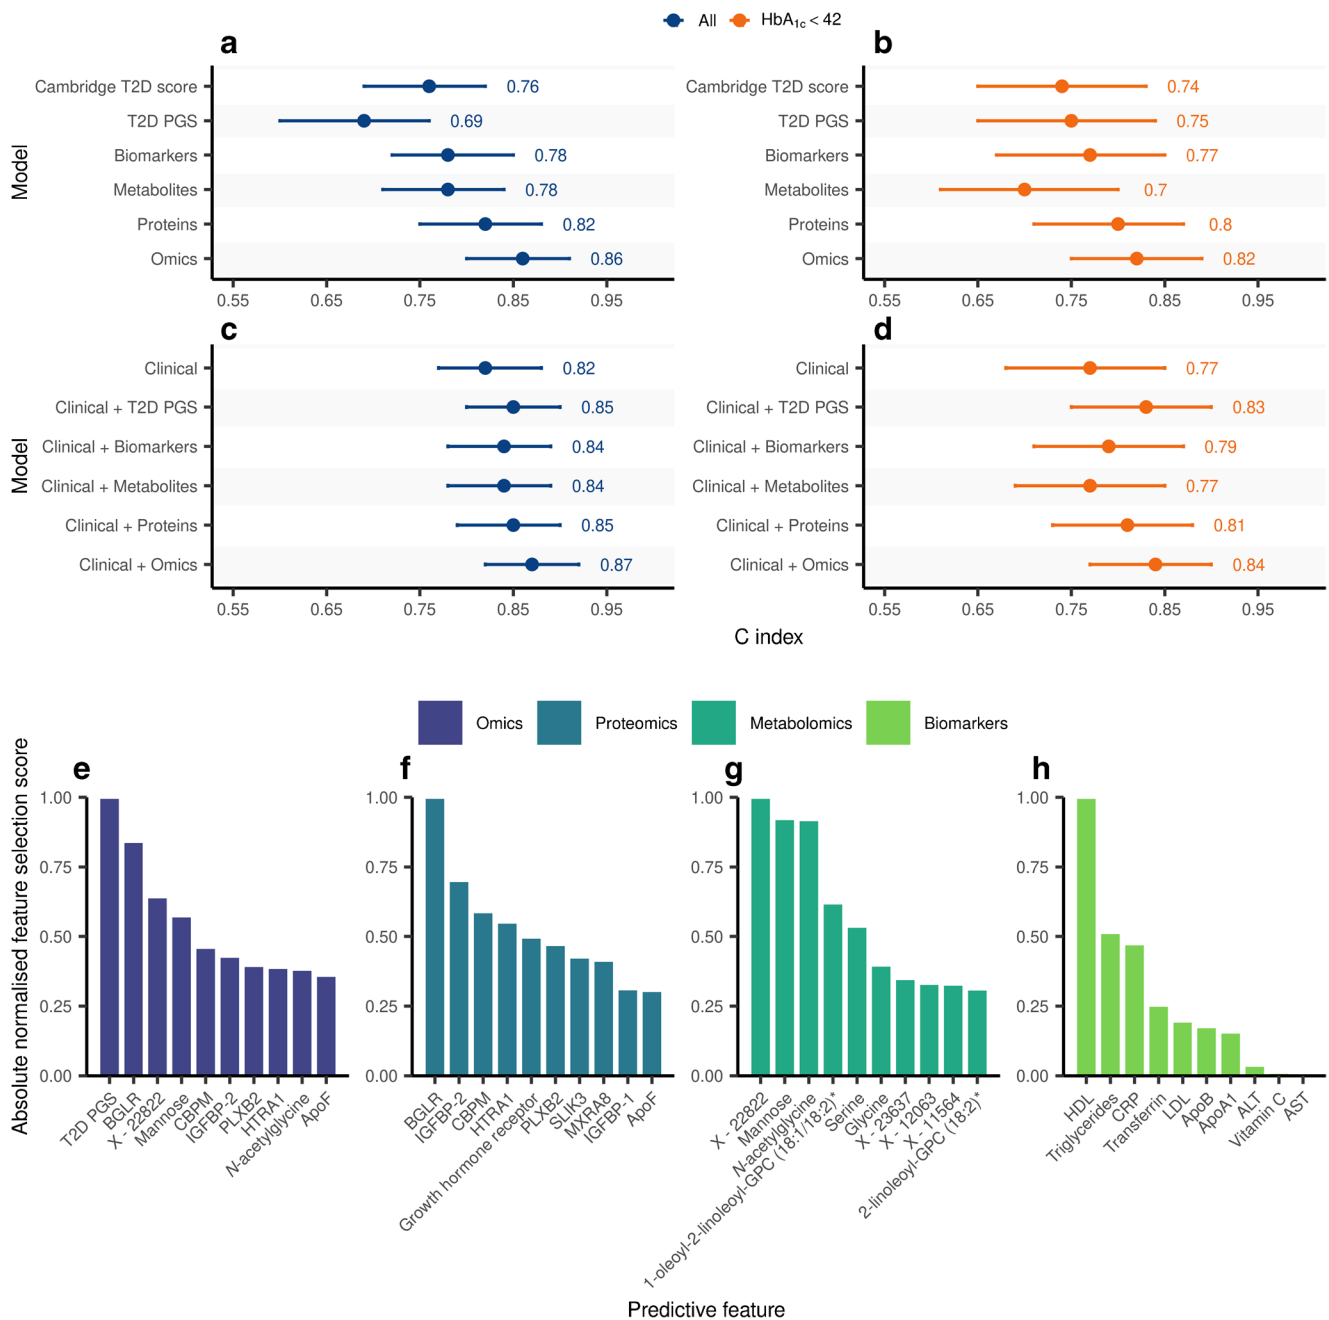 All HbA1c < 42
a
Cambridge T2D score 0.76
T2D PGS 0.69
Biomarkers 0.78
Metabolites 0.78
Proteins 0.82
Omics 0.86
0.55 0.65 0.75 0.85 0.95
Model
b
Cambridge T2D score 0.74
T2D PGS 0.75
Biomarkers 0.77
Metabolites 0.7
Proteins 0.8
Omics 0.82
0.55 0.65 0.75 0.85 0.95
c
Clinical 0.82
Clinical + T2D PGS 0.85
Clinical + Biomarkers 0.84
Clinical + Metabolites 0.84
Clinical + Proteins 0.85
Clinical + Omics 0.87
0.55 0.65 0.75 0.85 0.95
Model
d
Clinical 0.77
Clinical + T2D PGS 0.83
Clinical + Biomarkers 0.79
Clinical + Metabolites 0.77
Clinical + Proteins 0.81
Clinical + Omics 0.84
0.55 0.65 0.75 0.85 0.95
C index
Omics Proteomics Metabolomics Biomarkers
Absolute normalised feature selection score
e
1.00
0.75
0.50
0.25
0.00
T2D PGS
BGLR
X - 22822
Mannose
CBPM
IGFBP-2
PLXB2
HTRA1
N-acetylglycine
ApoF
f
1.00
0.75
0.50
0.25
0.00
BGLR
IGFBP-2
CBPM
HTRA1
Growth hormone receptor
PLXB2
SLIK3
MXRA8
IGFBP-1
ApoF
g
1.00
0.75
0.50
0.25
0.00
X - 22822
Mannose
N-acetylglycine
1-oleoyl-2-linoleoyl-GPC (18:1/18:2)*
Serine
Glycine
X - 23637
X - 12063
X - 11564
2-linoleoyl-GPC (18:2)*
h
1.00
0.75
0.50
0.25
0.00
HDL
Triglycerides
CRP
Transferrin
LDL
ApoB
ApoA1
ALT
Vitamin C
AST
Predictive feature